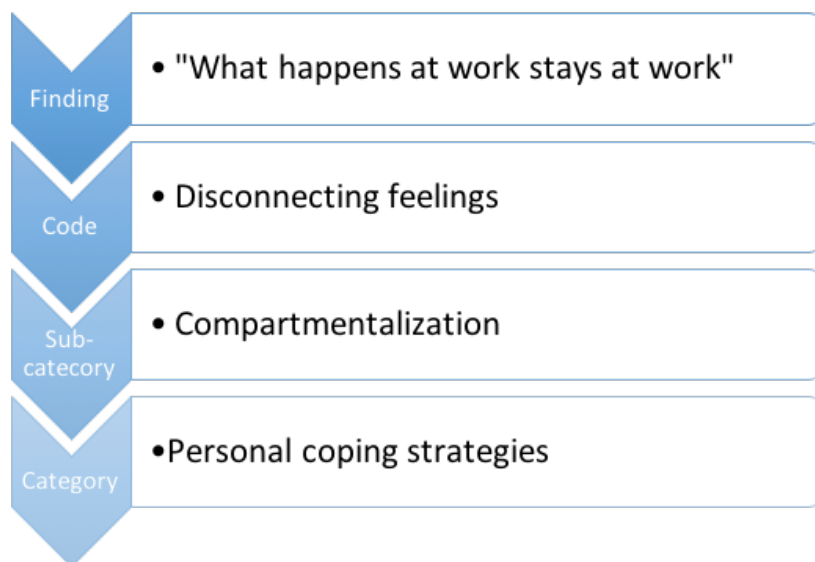 Finding
• "What happens at work stays at work"
Code
• Disconnecting feelings
Sub-
catecory
• Compartmentalization
Category
•Personal coping strategies